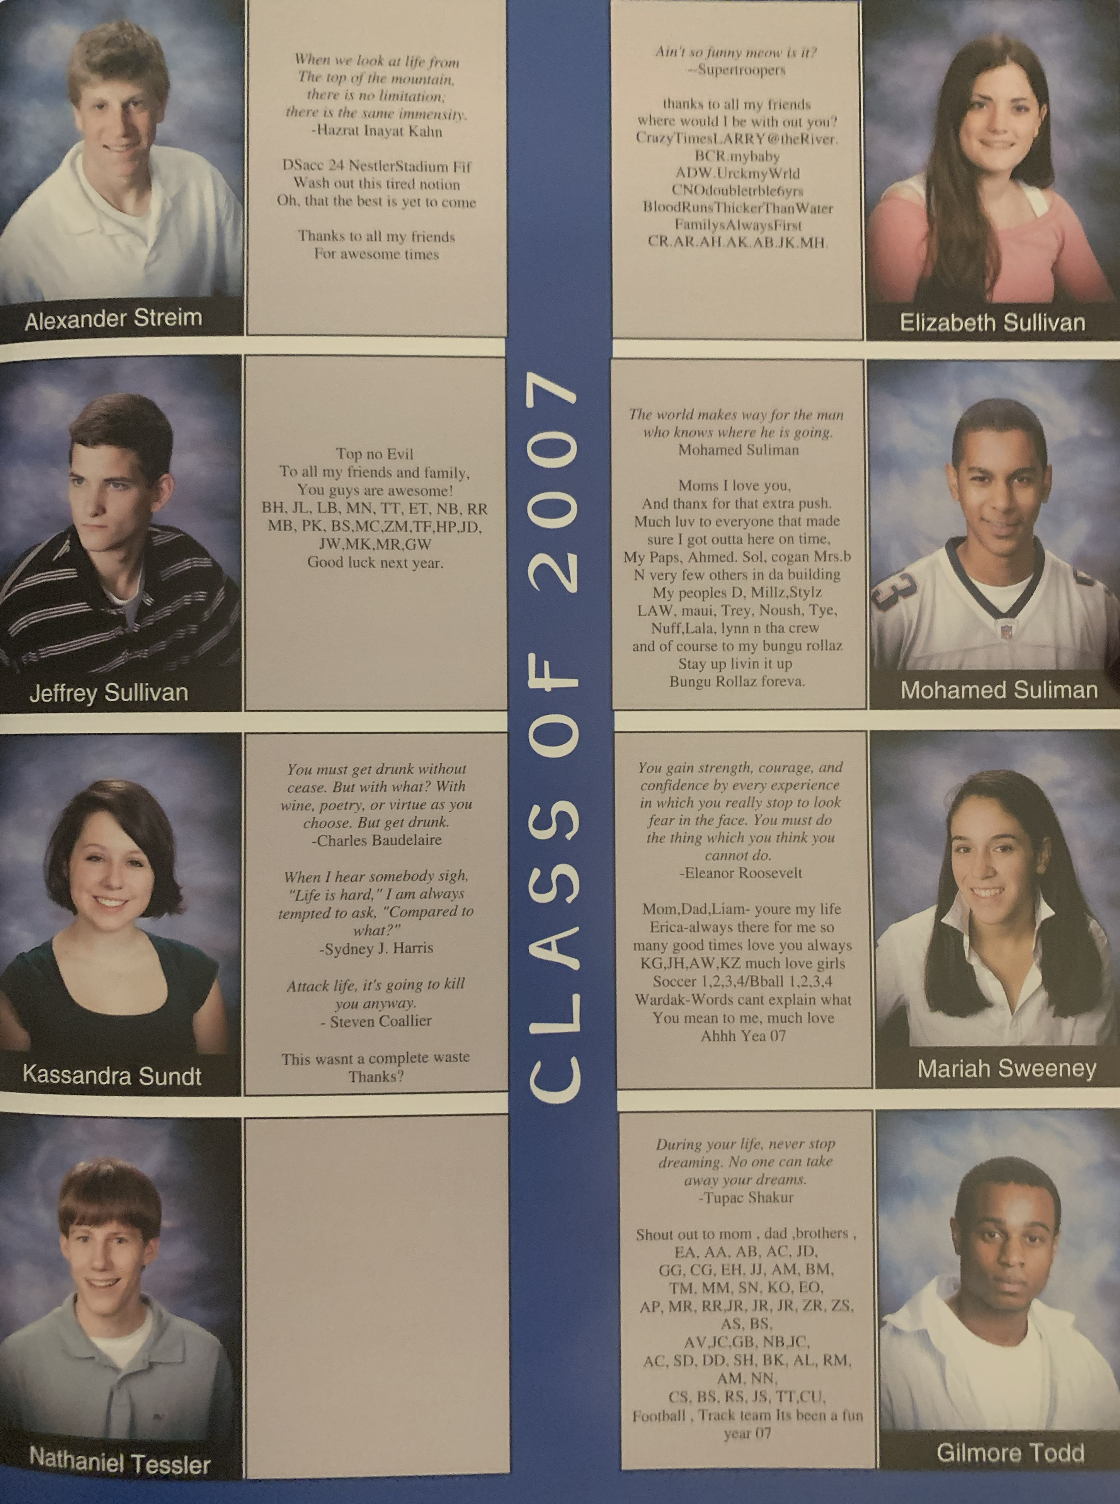 When we look at life from
The top of the mountain,
there is no limitation;
there is the same immensity.
-Hazrat Inayat Kahn
DSacc 24 NestlerStadium Fif
Wash out this tired notion
Oh, that the best is yet to come
Thanks to all my friends
For awesome times
Alexander Streim
Ain't so funny meow is it?
--Supertroopers
thanks to all my friends
where would I be with out you?
CrazyTimesLARRY@theRiver.
BCR.mybaby
ADW.UrckmyWrld
CNOdoubletrble6yrs
BloodRunsThickerThanWater
FamilysAlwaysFirst
CR.AR.AH.AK.AB.JK.MH.
Elizabeth Sullivan
Top no Evil
To all my friends and family,
You guys are awesome!
BH, JL, LB, MN, TT, ET, NB, RR
MB, PK, BS,MC,ZM,TF,HP,JD,
JW,MK,MR,GW
Good luck next year.
Jeffrey Sullivan
The world makes way for the man
who knows where he is going.
Mohamed Suliman
Moms I love you,
And thanx for that extra push.
Much luv to everyone that made
sure I got outta here on time,
My Paps, Ahmed. Sol, cogan Mrs.b
N very few others in da building
My peoples D, Millz,Stylz
LAW, maui, Trey, Noush, Tye,
Nuff,Lala, lynn n tha crew
and of course to my bungu rollaz
Stay up livin it up
Bungu Rollaz foreva.
3
Mohamed Suliman
CLASS OF 2007
You must get drunk without
cease. But with what? With
wine, poetry, or virtue as you
choose. But get drunk.
-Charles Baudelaire
When I hear somebody sigh,
"Life is hard," I am always
tempted to ask, "Compared to
what?"
-Sydney J. Harris
Attack life, it's going to kill
you anyway.
- Steven Coallier
This wasnt a complete waste
Thanks?
Kassandra Sundt
You gain strength, courage, and
confidence by every experience
in which you really stop to look
fear in the face. You must do
the thing which you think you
cannot do.
-Eleanor Roosevelt
Mom,Dad,Liam- youre my life
Erica-always there for me so
many good times love you always
KG,JH,AW,KZ much love girls
Soccer 1,2,3,4/Bball 1,2,3,4
Wardak-Words cant explain what
You mean to me, much love
Ahhh Yea 07
Mariah Sweeney
Nathaniel Tessler
During your life, never stop
dreaming. No one can take
away your dreams.
-Tupac Shakur
Shout out to mom , dad ,brothers ,
EA, AA, AB, AC, JD,
GG, CG, EH, JJ, AM, BM,
TM, MM, SN, KO, EO,
AP, MR, RR,JR, JR, JR, ZR, ZS,
AS, BS,
AV,JC,GB, NB,JC,
AC, SD, DD, SH, BK, AL, RM,
AM, NN,
CS, BS, RS, JS, TT,CU,
Football , Track team Its been a fun
year 07
Gilmore Todd